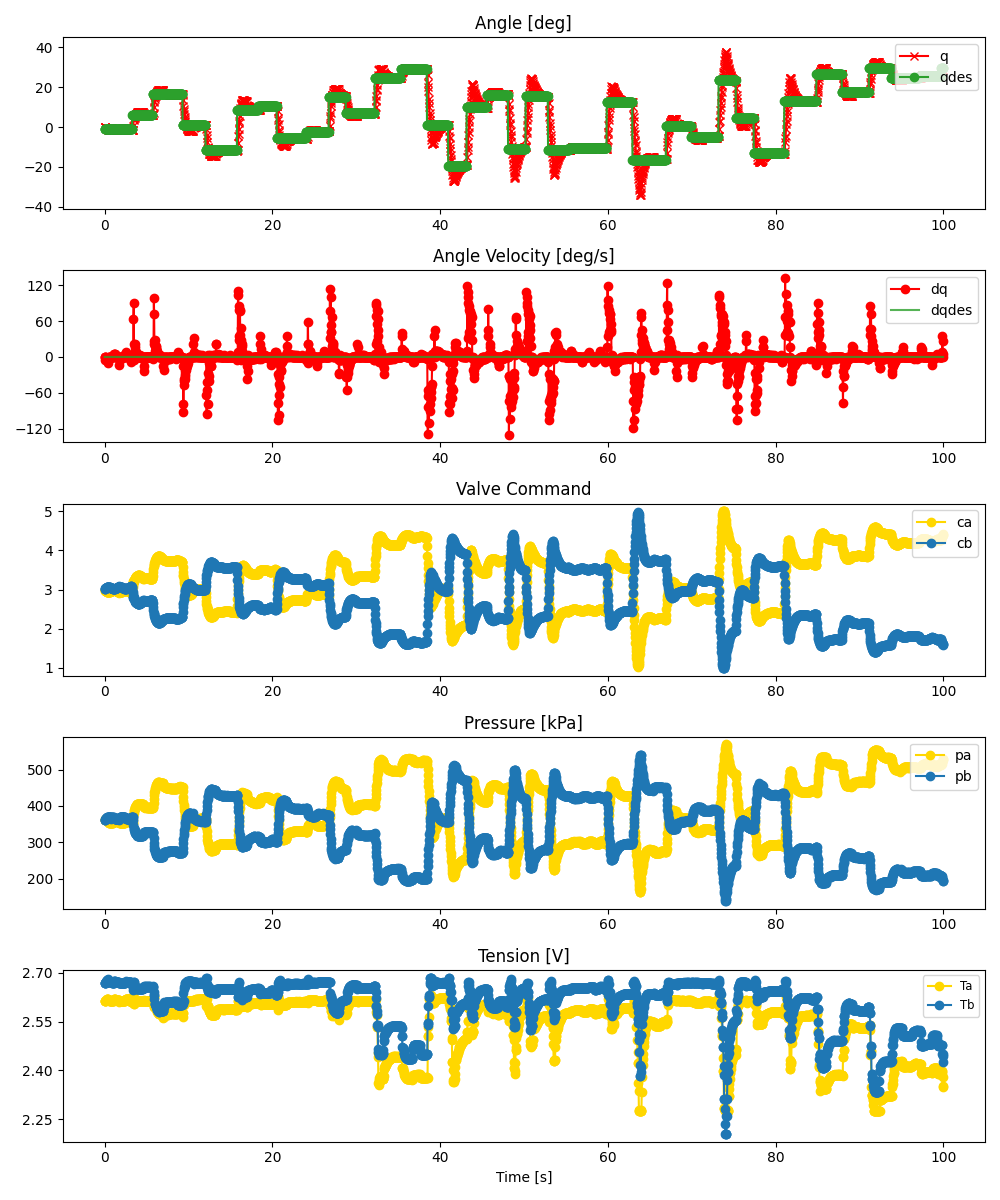 Angle [deg]
40
20
0
−20
−40
q
qdes
0 20 40 60 80 100
Angle Velocity [deg/s]
120
60
0
−60
−120
dq
dqdes
0 20 40 60 80 100
Valve Command
5
4
3
2
1
ca
cb
0 20 40 60 80 100
Pressure [kPa]
500
400
300
200
pa
pb
0 20 40 60 80 100
Tension [V]
2.70
2.55
2.40
2.25
Ta
Tb
0 20 40 60 80 100
Time [s]